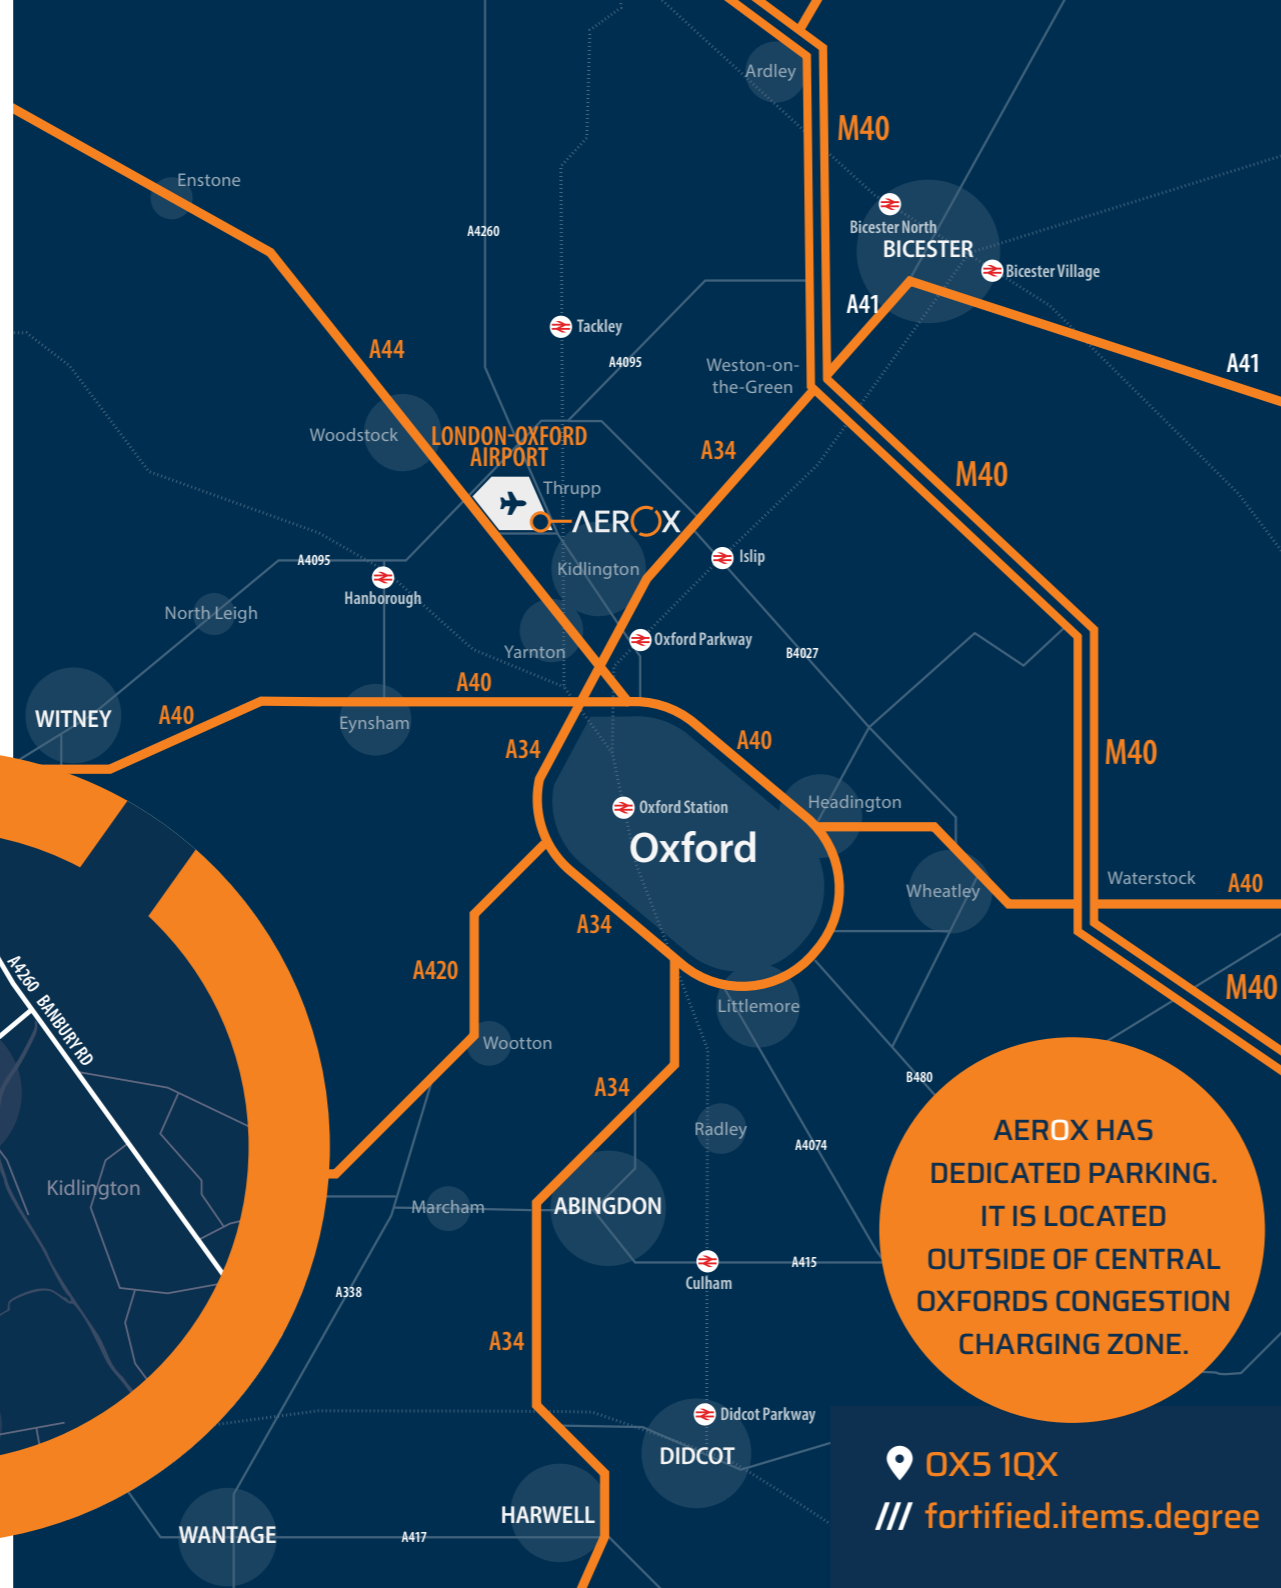 Ardley
M40
Enstone
Bicester North
BICESTER
A4260
Bicester Village
A41
Tackley
A44
A4095
Weston-on-
the-Green
A41
Woodstock
LONDON-OXFORD
AIRPORT
A34
M40
Thrupp
AEROX
A4095
Islip
Kidlington
Hanborough
North Leigh
Yarnton
Oxford Parkway
B4027
A40
WITNEY
A40
Eynsham
A34
A40
M40
Oxford Station
Headington
Oxford
Waterstock
A40
Wheatley
A34
A420
A4260 BANBURY RD
M40
Littlemore
Wootton
B480
A34
Radley
A4074
Kidlington
Marcham
ABINGDON
A415
Culham
A338
A34
AEROX HAS
DEDICATED PARKING.
IT IS LOCATED
OUTSIDE OF CENTRAL
OXFORDS CONGESTION
CHARGING ZONE.
Didcot Parkway
DIDCOT
HARWELL
WANTAGE
A417
OX5 1QX
/// fortified.items.degree